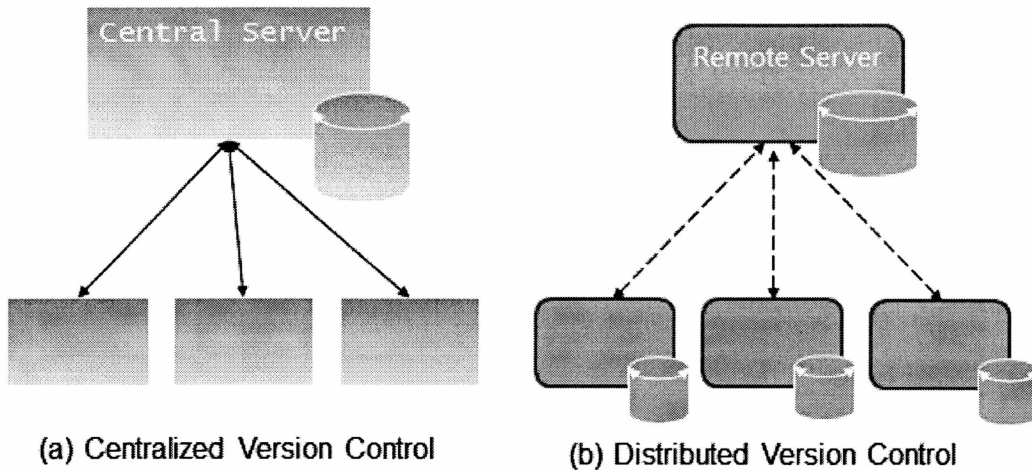 Central Server
Remote Server
(a) Centralized Version Control
(b) Distributed Version Control